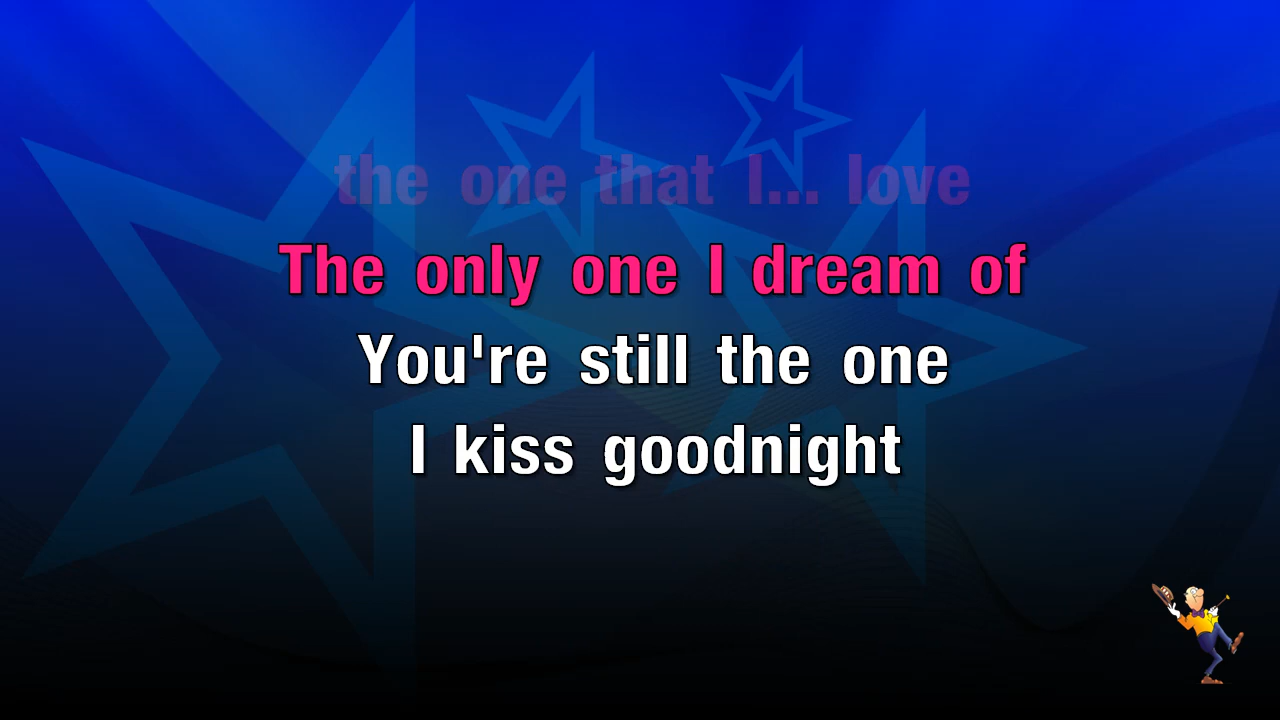 the one that I... love
The only one I dream of
You're still the one
I kiss goodnight